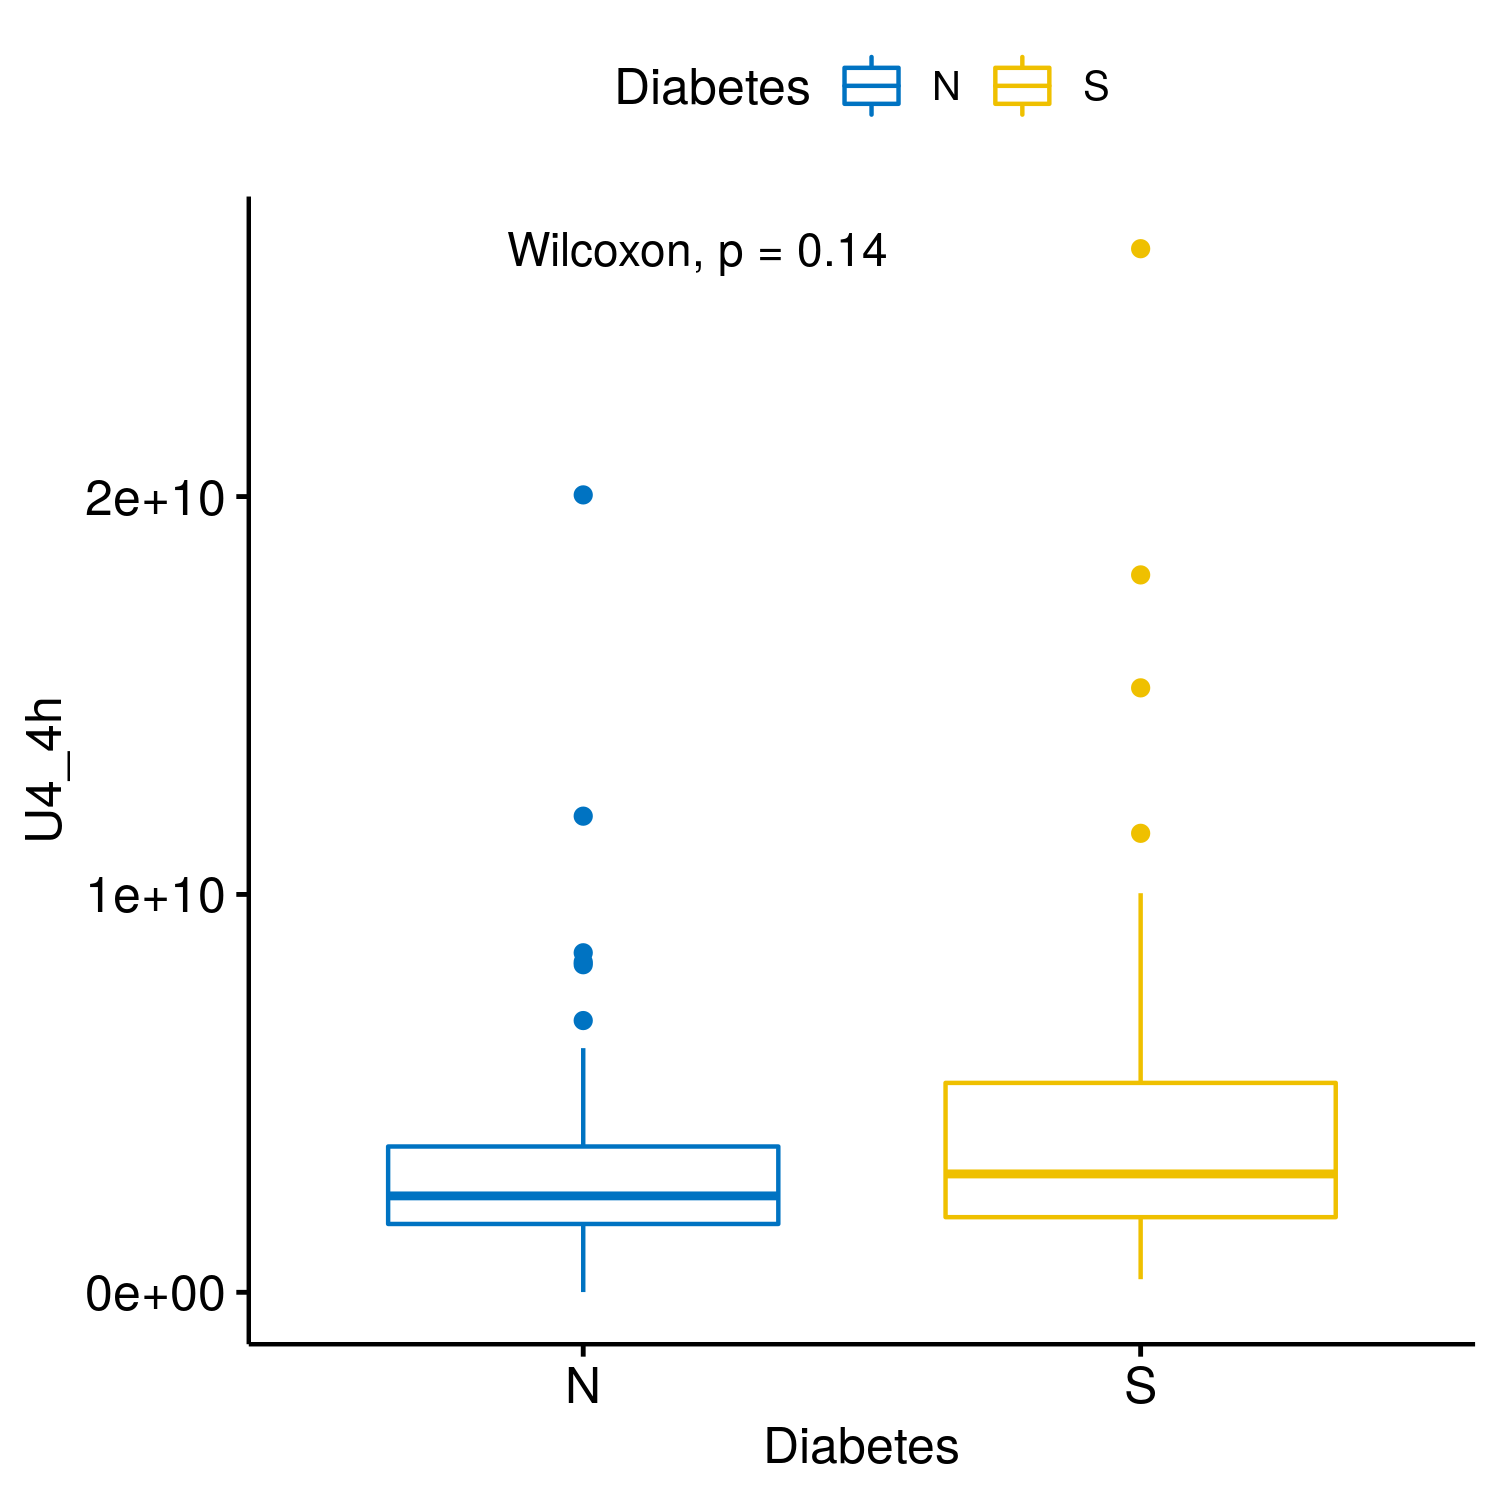 Diabetes N S
Wilcoxon, p = 0.14
2e+10
1e+10
0e+00
U4_4h
N S
Diabetes